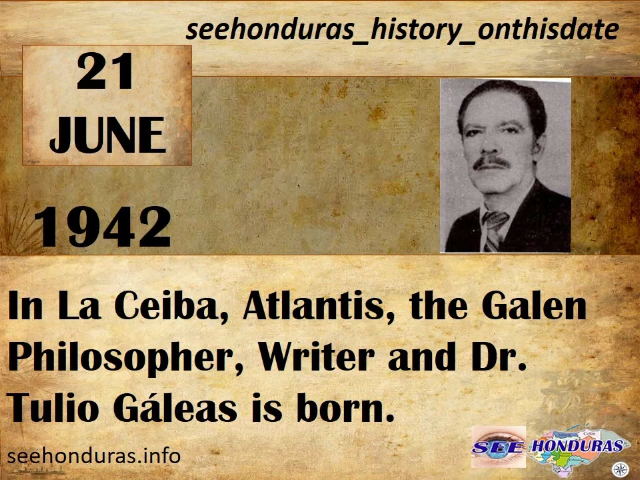 seehonduras_history_onthisdate
21
JUNE
1942
In La Ceiba, Atlantis, the Galen
Philosopher, Writer and Dr.
Tulio Gáleas is born.
seehonduras.info
SEE HONDURAS